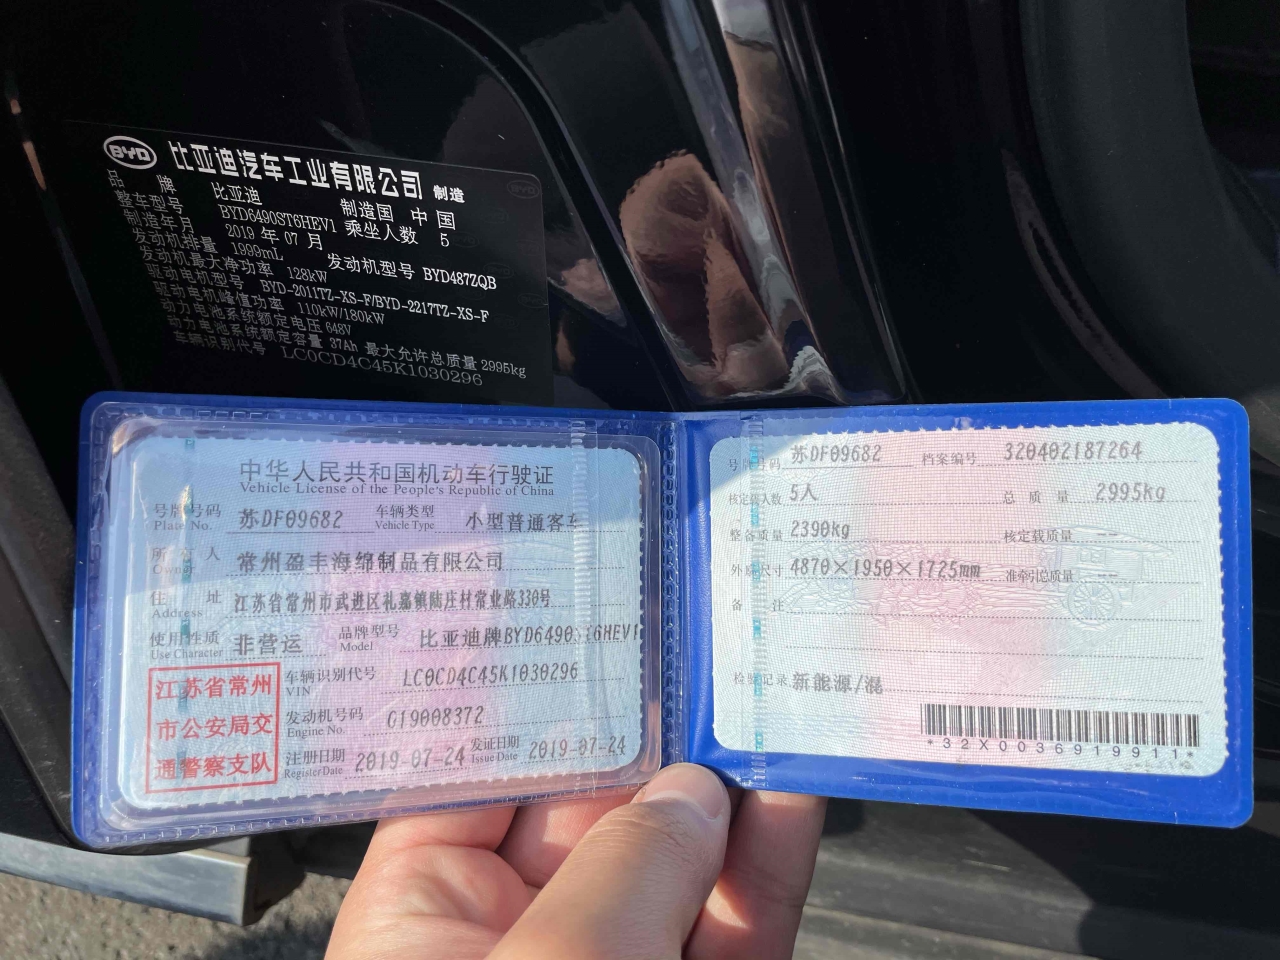 BYD 比亚迪汽车工业有限公司 制造
品 牌 比亚迪 制造国 中国
整车型号 BYD6490ST6HEV1 乘坐人数 5
制造年月 2019 年 07 月
发动机排量 1999mL 发动机型号 BYD487ZQB
发动机最大净功率 128kW
驱动电机型号 BYD-2011TZ-XS-F/BYD-2217TZ-XS-F
驱动电机峰值功率 110kW/180kW
动力电池系统额定电压 648V
动力电池系统额定容量 37Ah 最大允许总质量 2995kg
车辆识别代号 LC0CD4C45K1030296
中华人民共和国机动车行驶证
Vehicle License of the People's Republic of China
号牌号码 苏DF09682 车辆类型 小型普通客车
Plate No. Vehicle Type
所有人 常州盈丰海绵制品有限公司
Owner
住 址 江苏省常州市武进区礼嘉镇陆庄村常业路330号
Address
使用性质 非营运 品牌型号 比亚迪牌BYD6490ST6HEV1
Use Character Model
江苏省常州
市公安局交
通警察支队
车辆识别代号 LC0CD4C45K1030296
VIN
发动机号码 G19008372
Engine No.
注册日期 2019-07-24 发证日期 2019-07-24
Register Date Issue Date
号牌号码 苏DF09682 档案编号 320402187264
核定载人数 5人 总质量 2995kg
整备质量 2390kg 核定载质量 --
外廓尺寸 4870×1950×1725mm 准牵引总质量 --
备 注
检验记录 新能源/混
*32X0036919911*